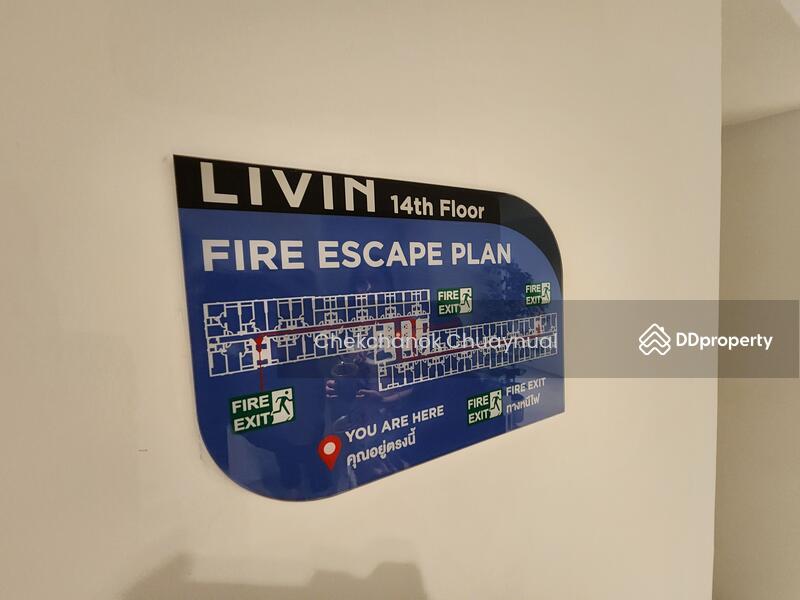 LIVIN 14th Floor
FIRE ESCAPE PLAN
FIRE
EXIT
FIRE
EXIT
Chekchanok Chuayhual
DDproperty
FIRE
EXIT
YOU ARE HERE
คุณอยู่ตรงนี้
FIRE
EXIT
FIRE EXIT
ทางหนีไฟ